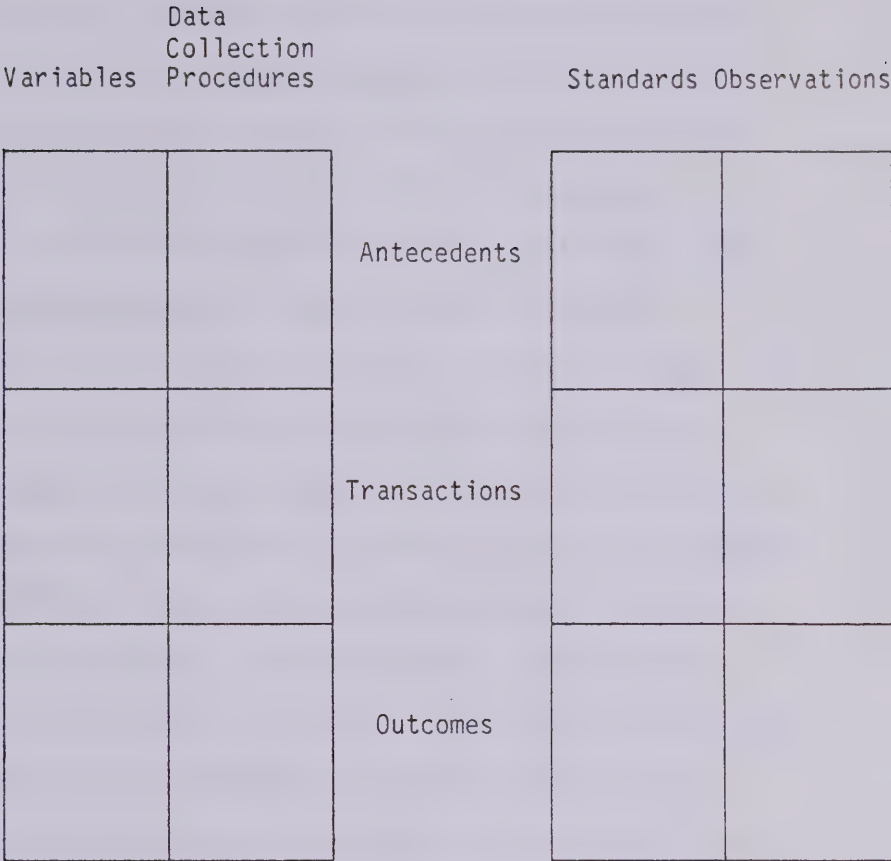 Data
Collection
Variables Procedures Standards Observations
Antecedents
Transactions
Outcomes